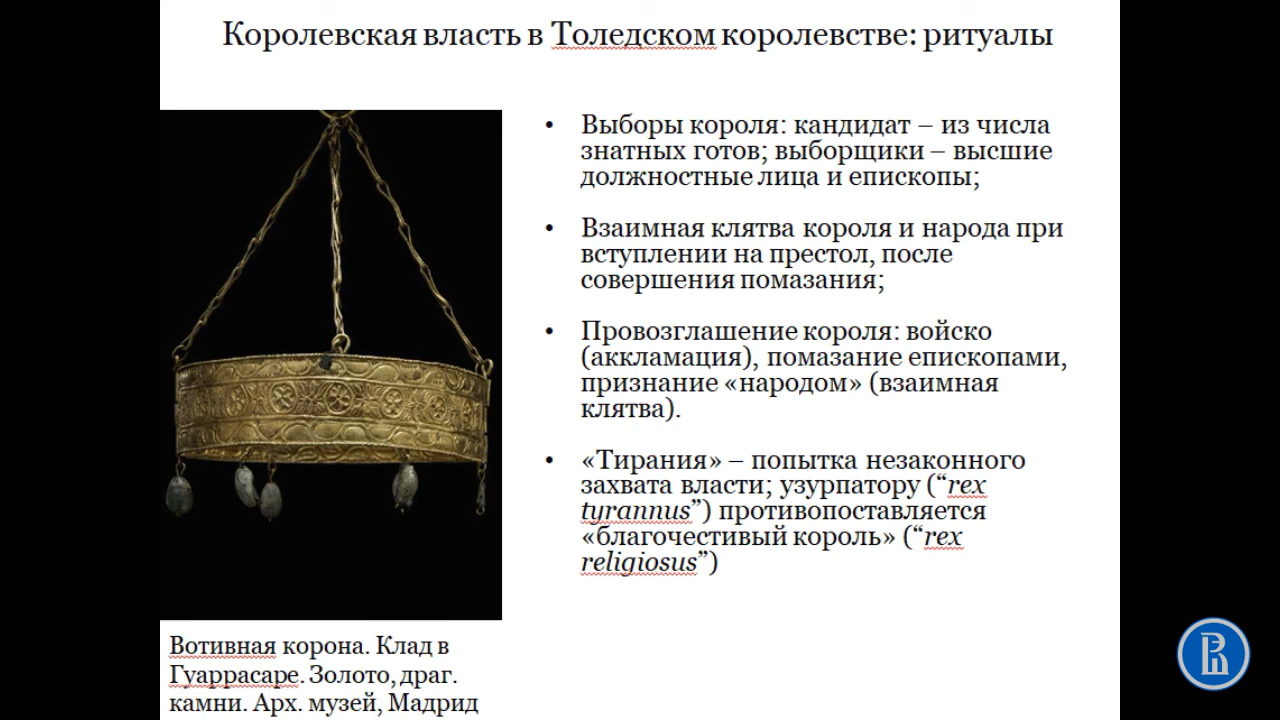 Королевская власть в Толедском королевстве: ритуалы
• Выборы короля: кандидат – из числа
знатных готов; выборщики – высшие
должностные лица и епископы;
• Взаимная клятва короля и народа при
вступлении на престол, после
совершения помазания;
• Провозглашение короля: войско
(аккламация), помазание епископами,
признание «народом» (взаимная
клятва).
• «Тирания» – попытка незаконного
захвата власти; узурпатору (“rex
tyrannus”) противопоставляется
«благочестивый король» (“rex
religiosus”)
Вотивная корона. Клад в
Гуаррасаре. Золото, драг.
камни. Арх. музей, Мадрид